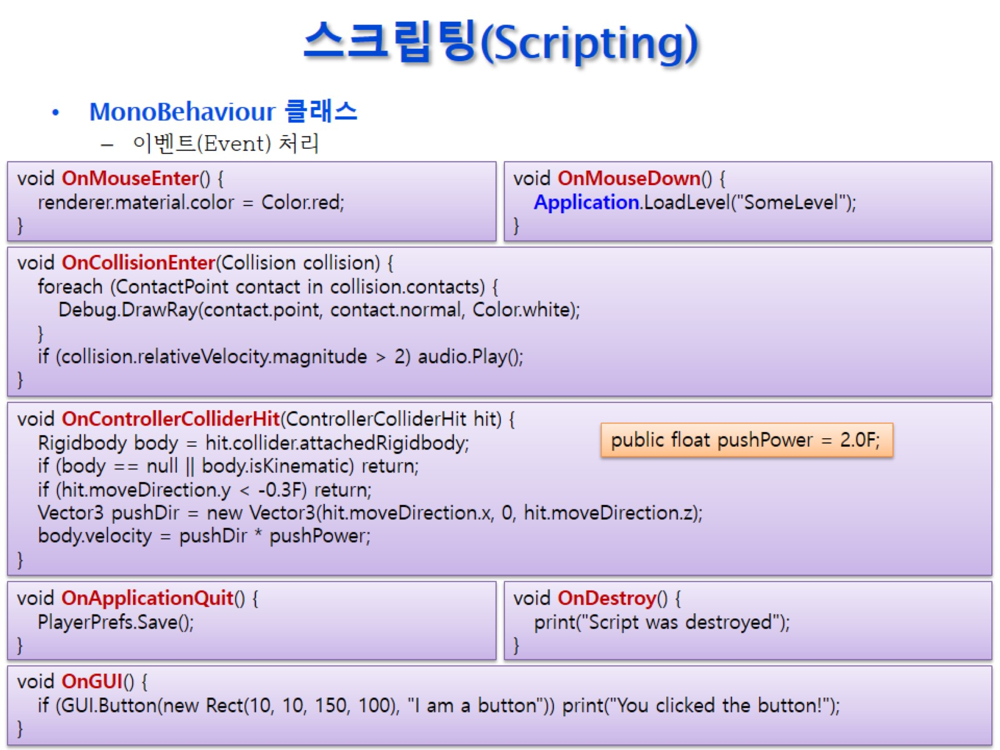 스크립팅(Scripting)
• MonoBehaviour 클래스
– 이벤트(Event) 처리
void OnMouseEnter() {
renderer.material.color = Color.red;
}
void OnMouseDown() {
Application.LoadLevel("SomeLevel");
}
void OnCollisionEnter(Collision collision) {
foreach (ContactPoint contact in collision.contacts) {
Debug.DrawRay(contact.point, contact.normal, Color.white);
}
if (collision.relativeVelocity.magnitude > 2) audio.Play();
}
void OnControllerColliderHit(ControllerColliderHit hit) {
Rigidbody body = hit.collider.attachedRigidbody;
if (body == null || body.isKinematic) return;
if (hit.moveDirection.y < -0.3F) return;
Vector3 pushDir = new Vector3(hit.moveDirection.x, 0, hit.moveDirection.z);
body.velocity = pushDir * pushPower;
}
public float pushPower = 2.0F;
void OnApplicationQuit() {
PlayerPrefs.Save();
}
void OnDestroy() {
print("Script was destroyed");
}
void OnGUI() {
if (GUI.Button(new Rect(10, 10, 150, 100), "I am a button")) print("You clicked the button!");
}